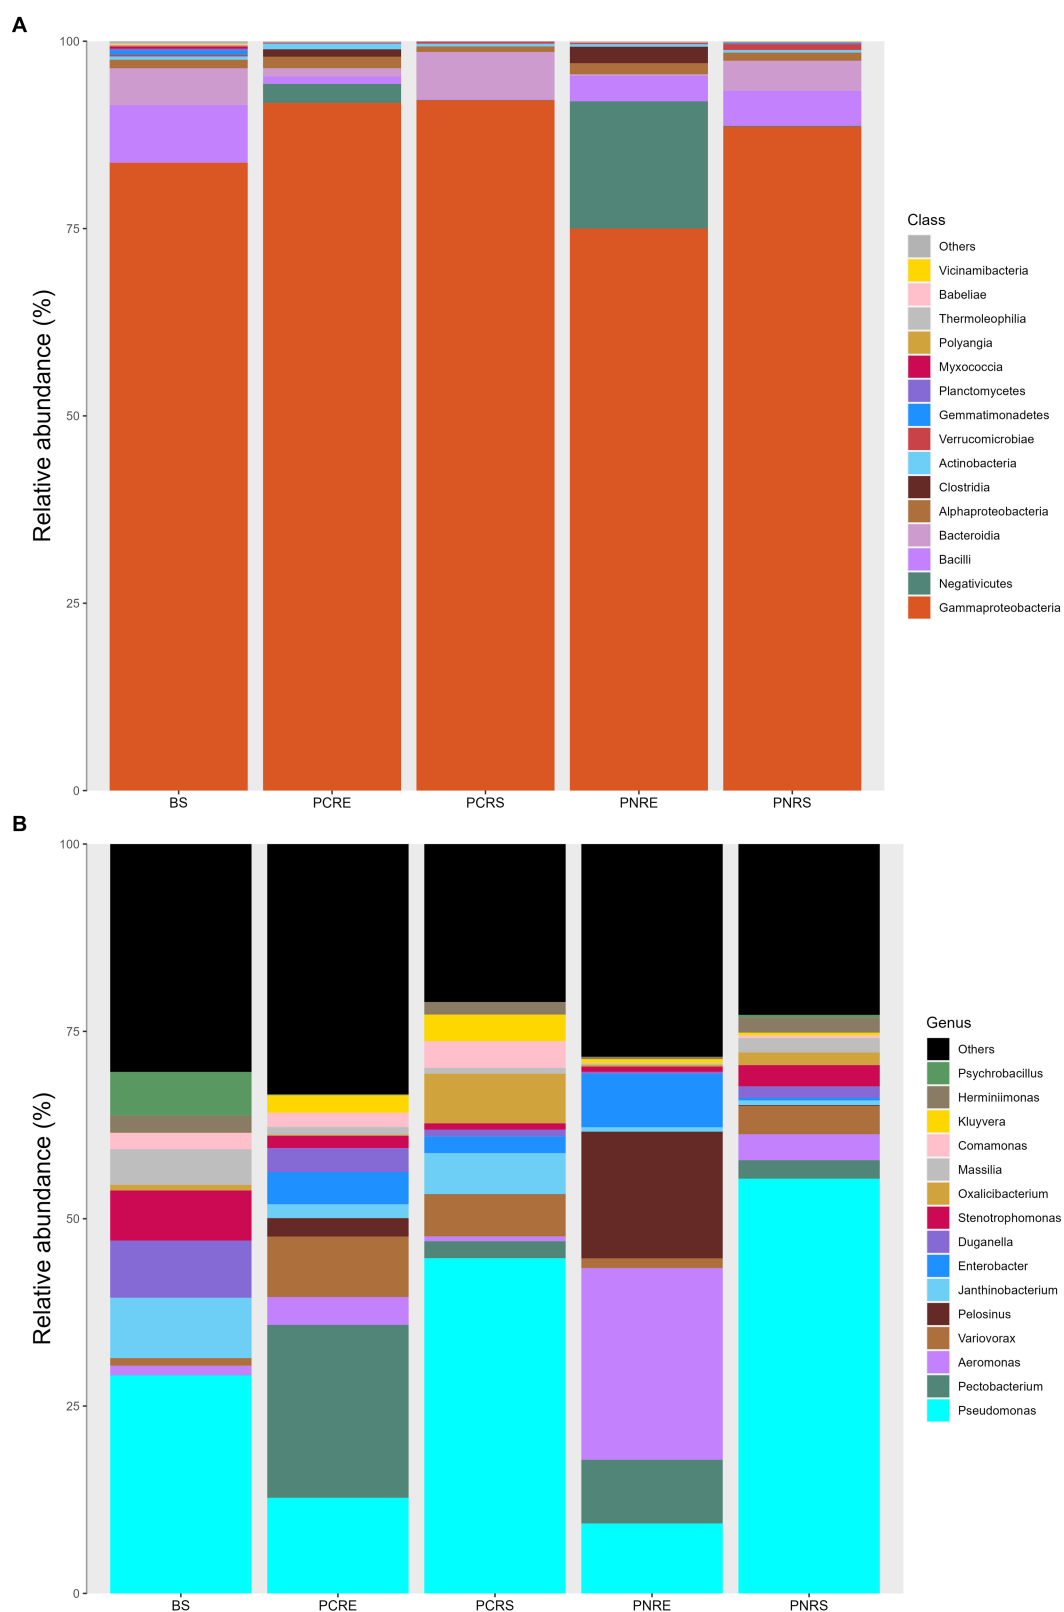 A
Relative abundance (%)
100
75
50
25
0
BS PCRE PCRS PNRE PNRS
Class
Others
Vicinamibacteria
Babeliae
Thermoleophilia
Polyangia
Myxococcia
Planctomycetes
Gemmatimonadetes
Verrucomicrobiae
Actinobacteria
Clostridia
Alphaproteobacteria
Bacteroidia
Bacilli
Negativicutes
Gammaproteobacteria
B
Relative abundance (%)
100
75
50
25
0
BS PCRE PCRS PNRE PNRS
Genus
Others
Psychrobacillus
Herminiimonas
Kluyvera
Comamonas
Massilia
Oxalicibacterium
Stenotrophomonas
Duganella
Enterobacter
Janthinobacterium
Pelosinus
Variovorax
Aeromonas
Pectobacterium
Pseudomonas